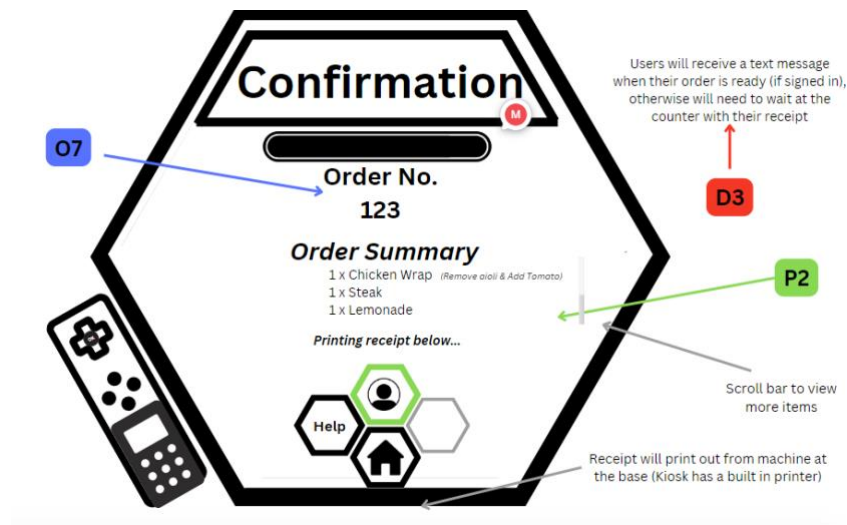 Confirmation
M
Users will receive a text message
when their order is ready (if signed in),
otherwise will need to wait at the
counter with their receipt
O7
D3
Order No.
123
Order Summary
1 x Chicken Wrap (Remove aioli & Add Tomato)
1 x Steak
1 x Lemonade
P2
Printing receipt below...
Scroll bar to view
more items
Help
Receipt will print out from machine at
the base (Kiosk has a built in printer)